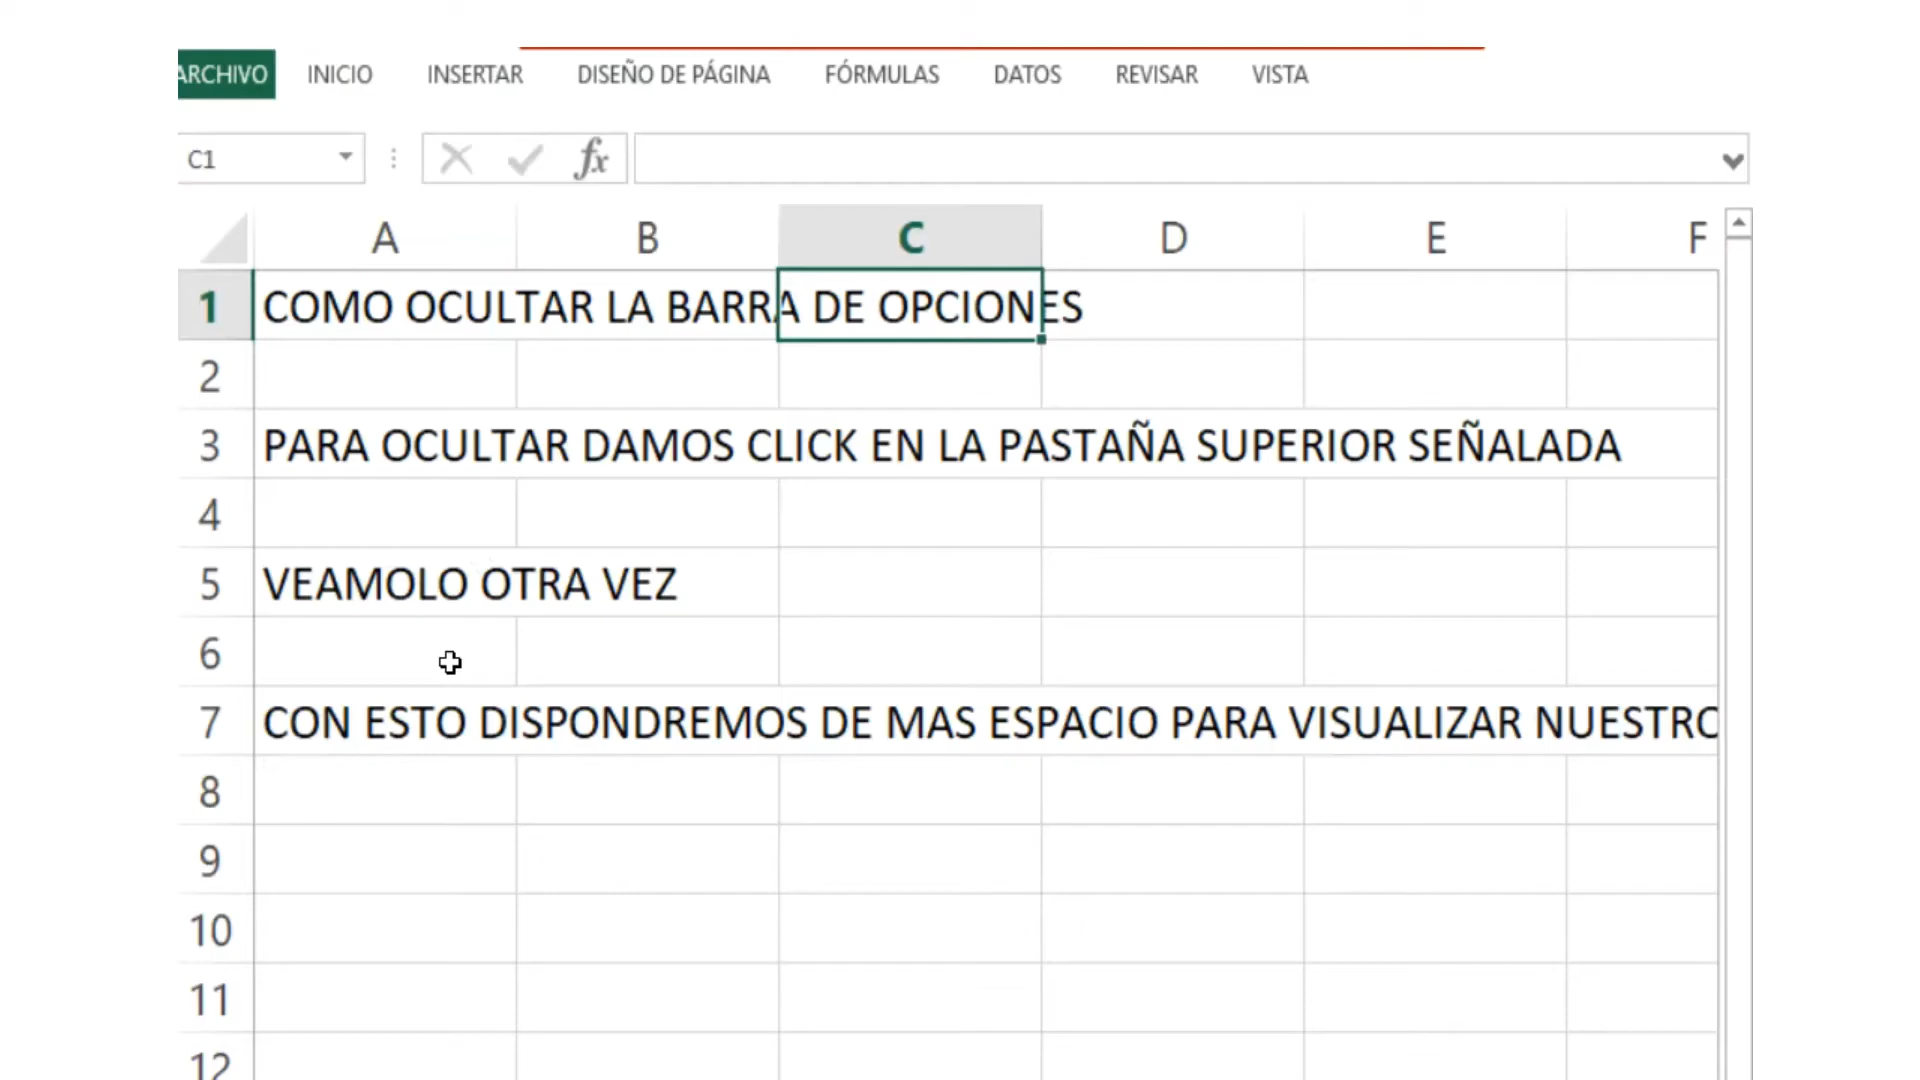 ARCHIVO INICIO INSERTAR DISEÑO DE PÁGINA FÓRMULAS DATOS REVISAR VISTA
C1 fx
A B C D E F
1 COMO OCULTAR LA BARRA DE OPCIONES
2
3 PARA OCULTAR DAMOS CLICK EN LA PASTAÑA SUPERIOR SEÑALADA
4
5 VEAMOLO OTRA VEZ
6
7 CON ESTO DISPONDREMOS DE MAS ESPACIO PARA VISUALIZAR NUESTRO
8
9
10
11
12